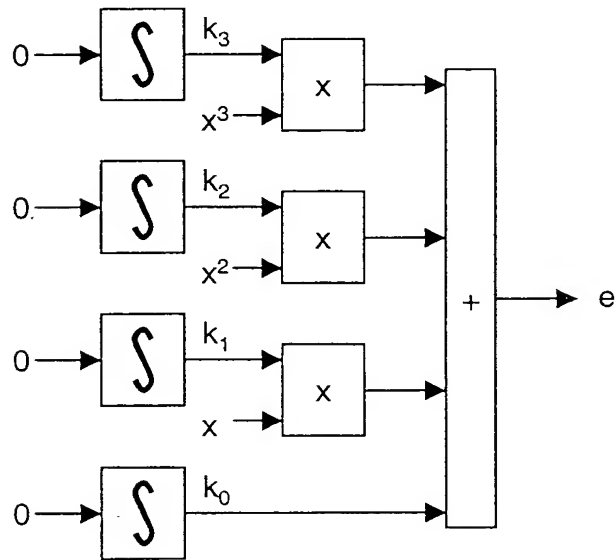 0 ∫ k₃ x
x³
0 ∫ k₂ x
x²
+ e
0 ∫ k₁ x
x
0 ∫ k₀